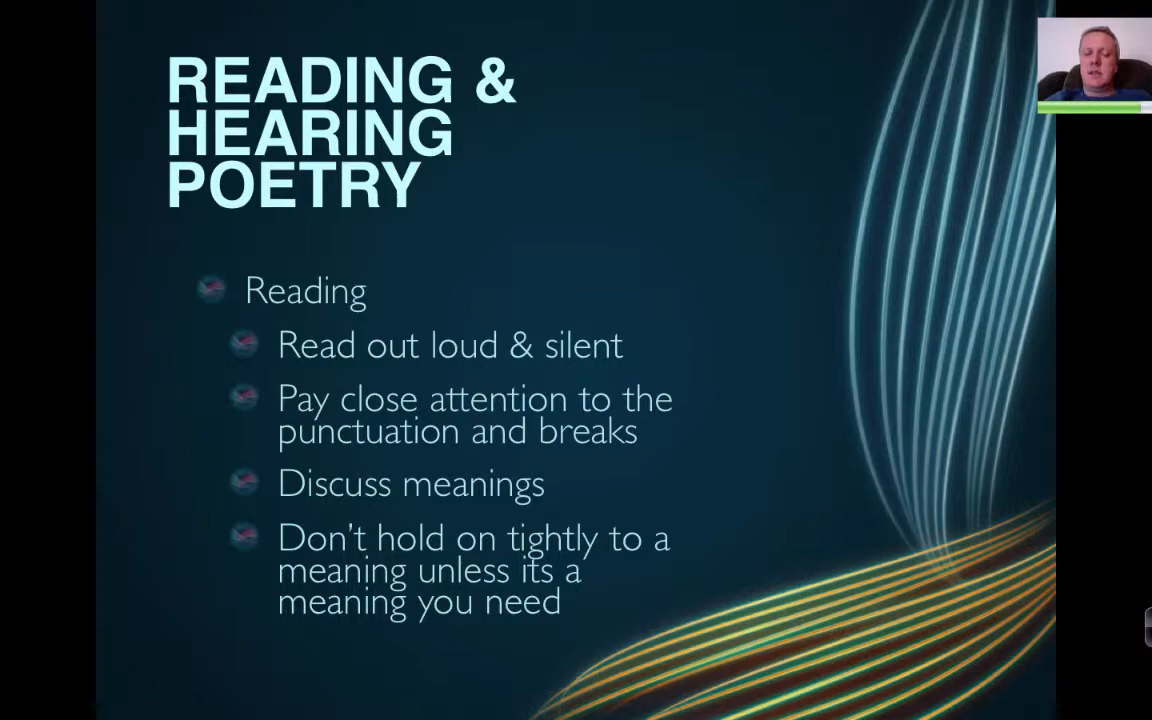 READING &
HEARING
POETRY
Reading
Read out loud & silent
Pay close attention to the
punctuation and breaks
Discuss meanings
Don't hold on tightly to a
meaning unless its a
meaning you need